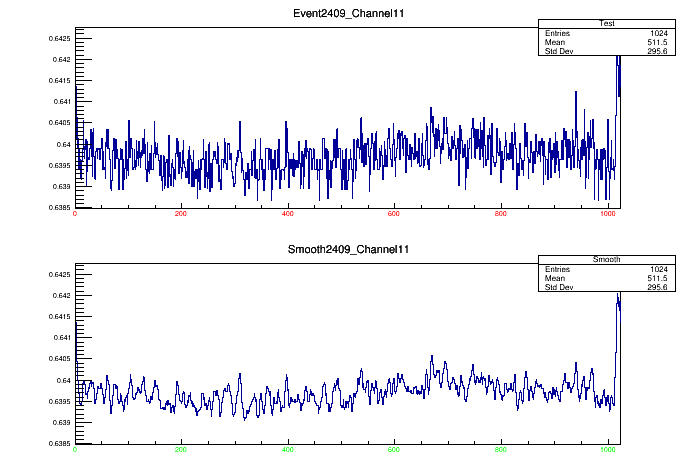 Event2409_Channel11
Test
Entries 1024
Mean 511.5
Std Dev 295.6
0.6425
0.642
0.6415
0.641
0.6405
0.64
0.6395
0.639
0.6385
0 200 400 600 800 1000
Smooth2409_Channel11
Smooth
Entries 1024
Mean 511.5
Std Dev 295.6
0.6425
0.642
0.6415
0.641
0.6405
0.64
0.6395
0.639
0.6385
0 200 400 600 800 1000